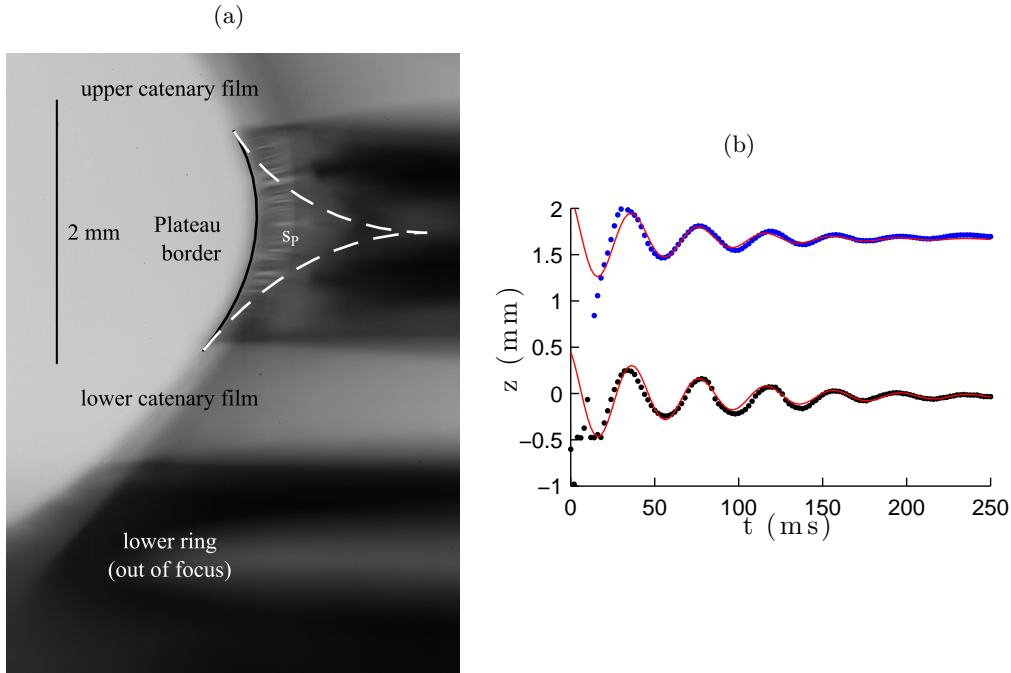 (a)
upper catenary film
2 mm
Plateau
border
sP
lower catenary film
lower ring
(out of focus)
(b)
2
1.5
1
0.5
0
−0.5
−1
z (mm)
0
50
100
150
200
250
t (ms)